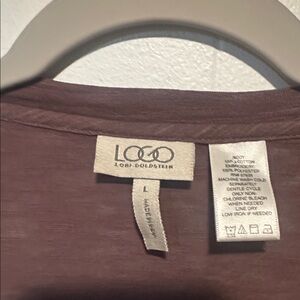 LOGO
LORI GOLDSTEIN
L
BODY
100% COTTON
EMBROIDERY
100% POLYESTER
MACHINE WASH COLD
SEPARATELY
GENTLE CYCLE
ONLY NON-
CHLORINE BLEACH
WHEN NEEDED
LINE DRY
LOW IRON IF NEEDED